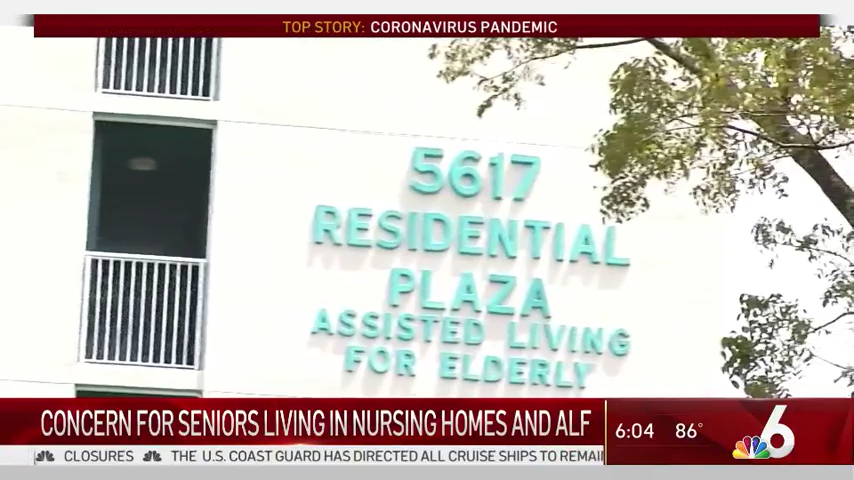 TOP STORY: CORONAVIRUS PANDEMIC
5617
RESIDENTIAL
PLAZA
ASSISTED LIVING
FOR ELDERLY
CONCERN FOR SENIORS LIVING IN NURSING HOMES AND ALF
6:04 86°
6
CLOSURES THE U.S. COAST GUARD HAS DIRECTED ALL CRUISE SHIPS TO REMAI